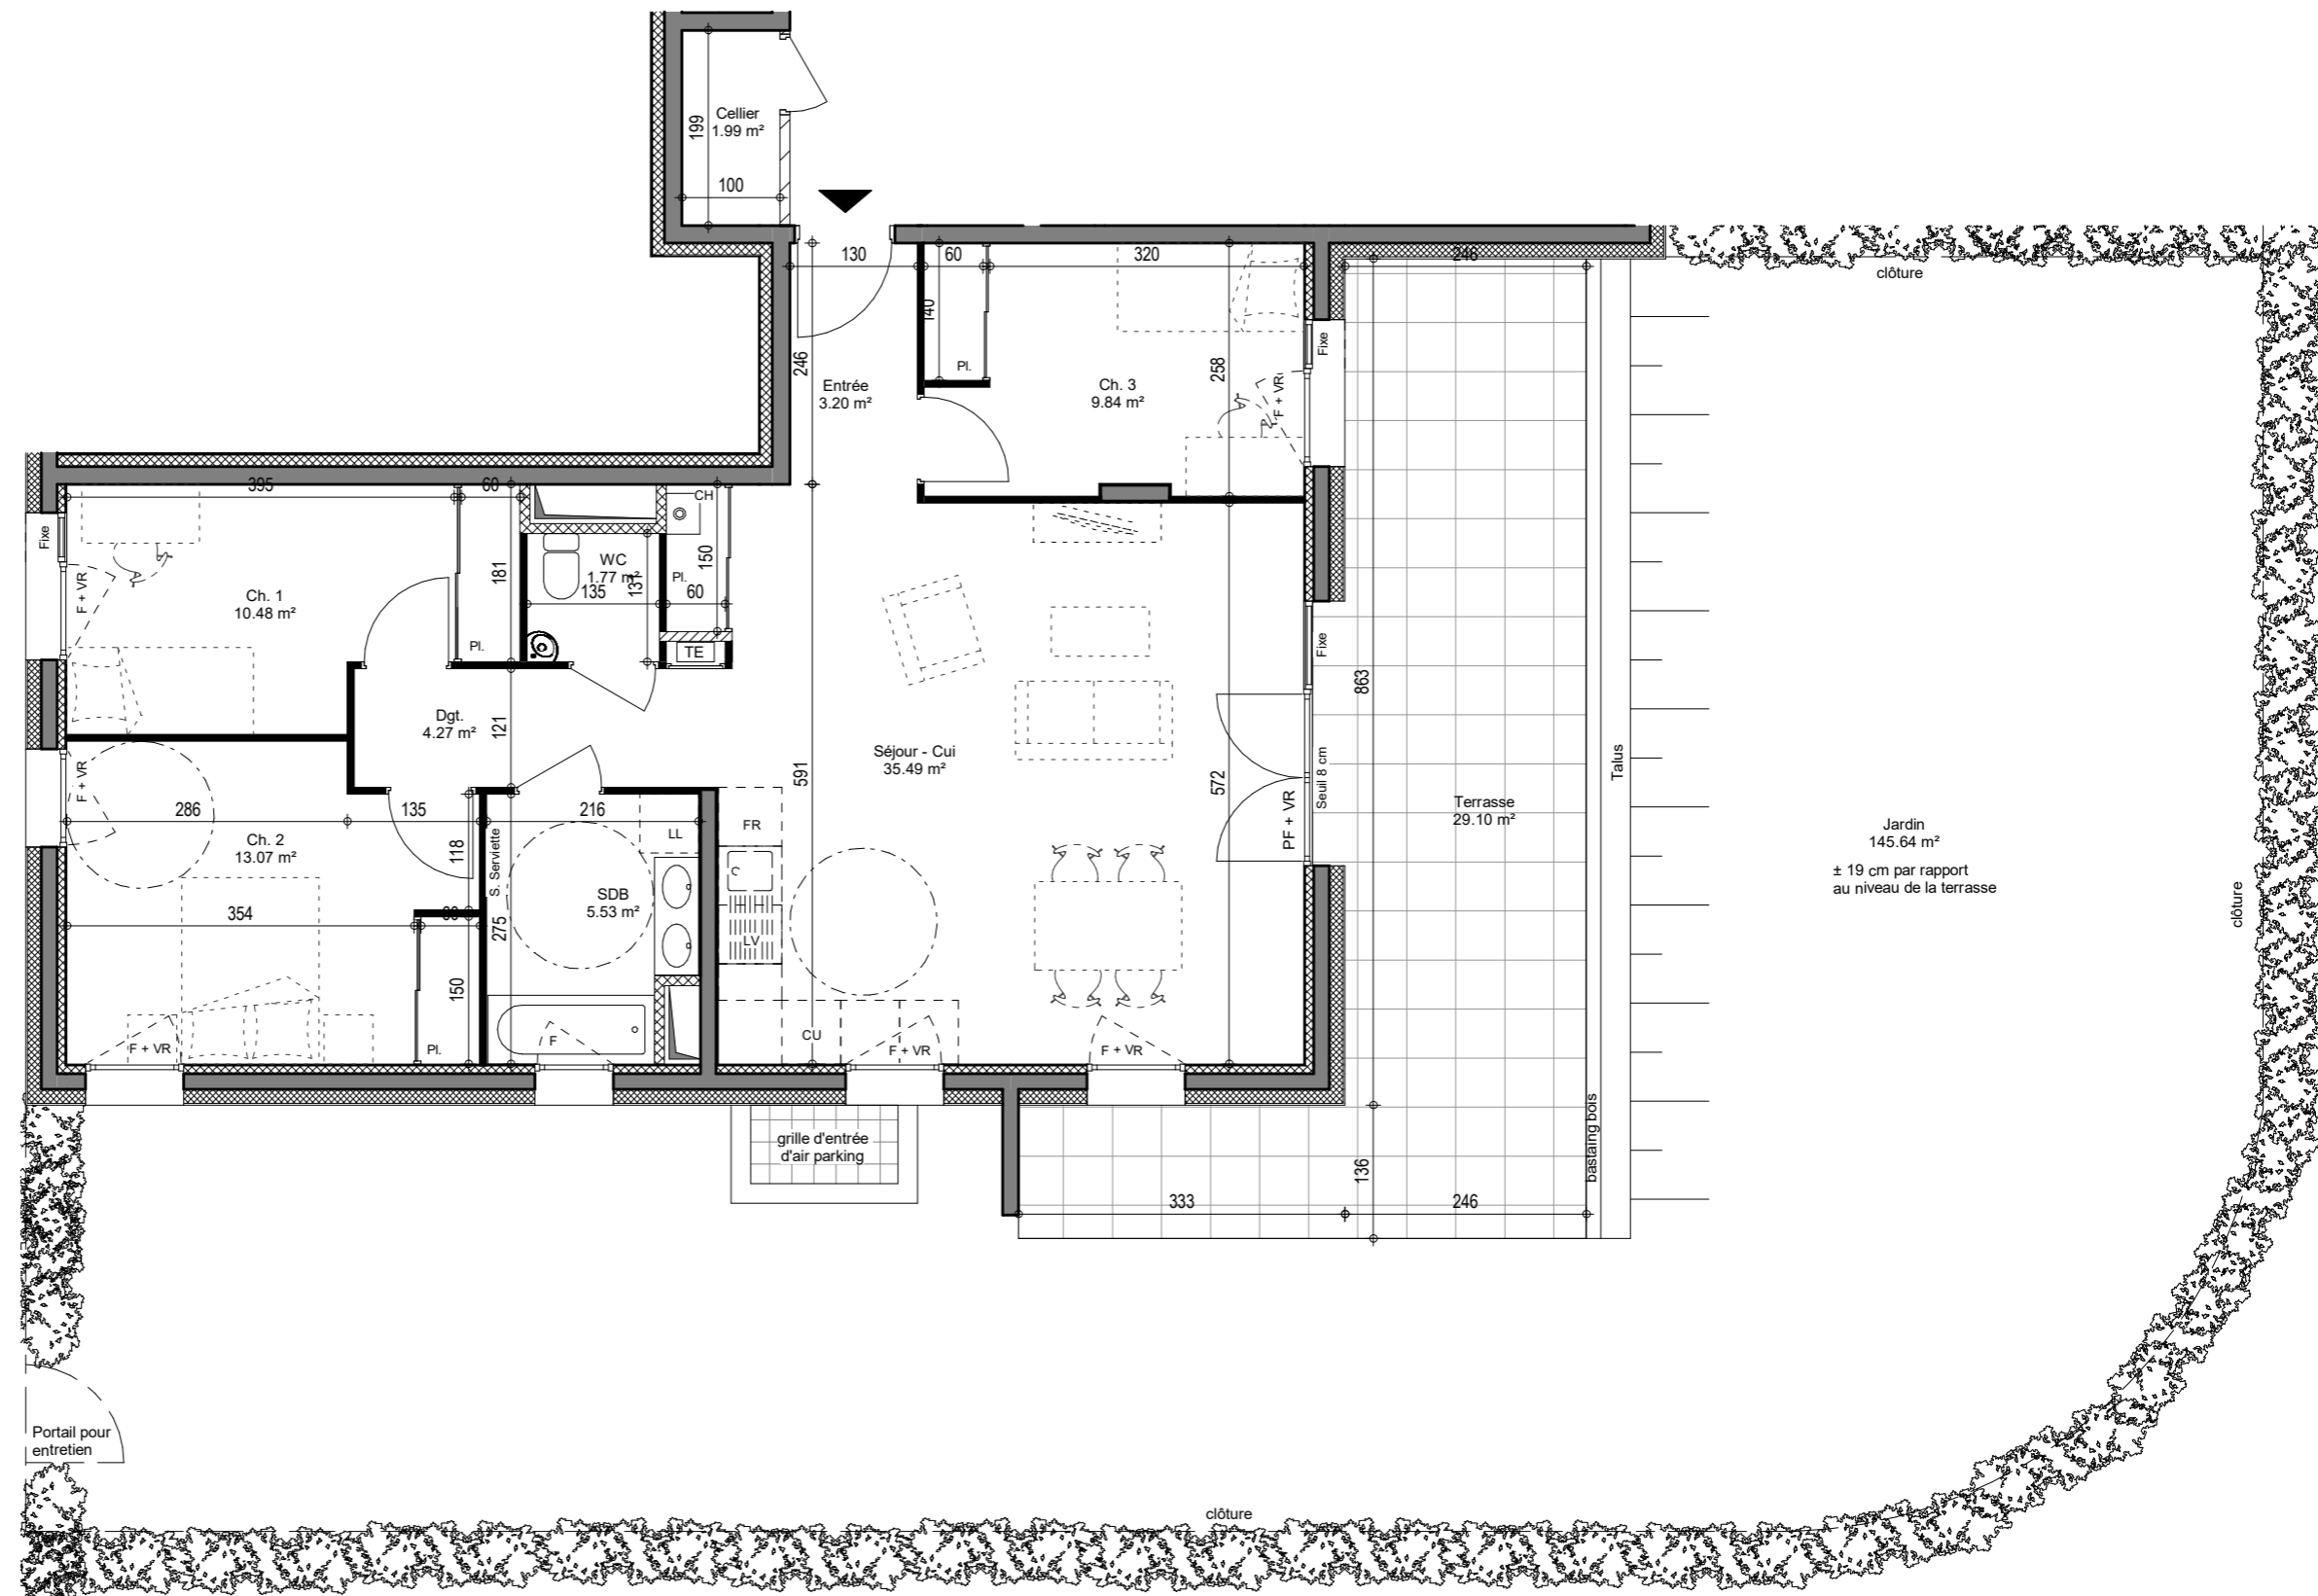 Cellier
1.99 m²
199
100
130
60
320
246
clôture
140
Pl.
246
Entrée
3.20 m²
Ch. 3
9.84 m²
258
Fixe
F + VR
395
60
CH
Fixe
F + VR
Ch. 1
10.48 m²
181
Pl.
WC
1.77 m²
135
131
150
Pl.
60
TE
Fixe
863
Dgt.
4.27 m²
121
Séjour - Cui
35.49 m²
591
572
Seuil 8 cm
PF + VR
Terrasse
29.10 m²
Talus
Jardin
145.64 m²
± 19 cm par rapport
au niveau de la terrasse
clôture
F + VR
286
135
216
Ch. 2
13.07 m²
118
S. Serviette
LL
FR
SDB
5.53 m²
354
275
LV
150
Pl.
F + VR
F
CU
F + VR
F + VR
grille d'entrée
d'air parking
bastaing bois
136
333
246
Portail pour
entretien
clôture